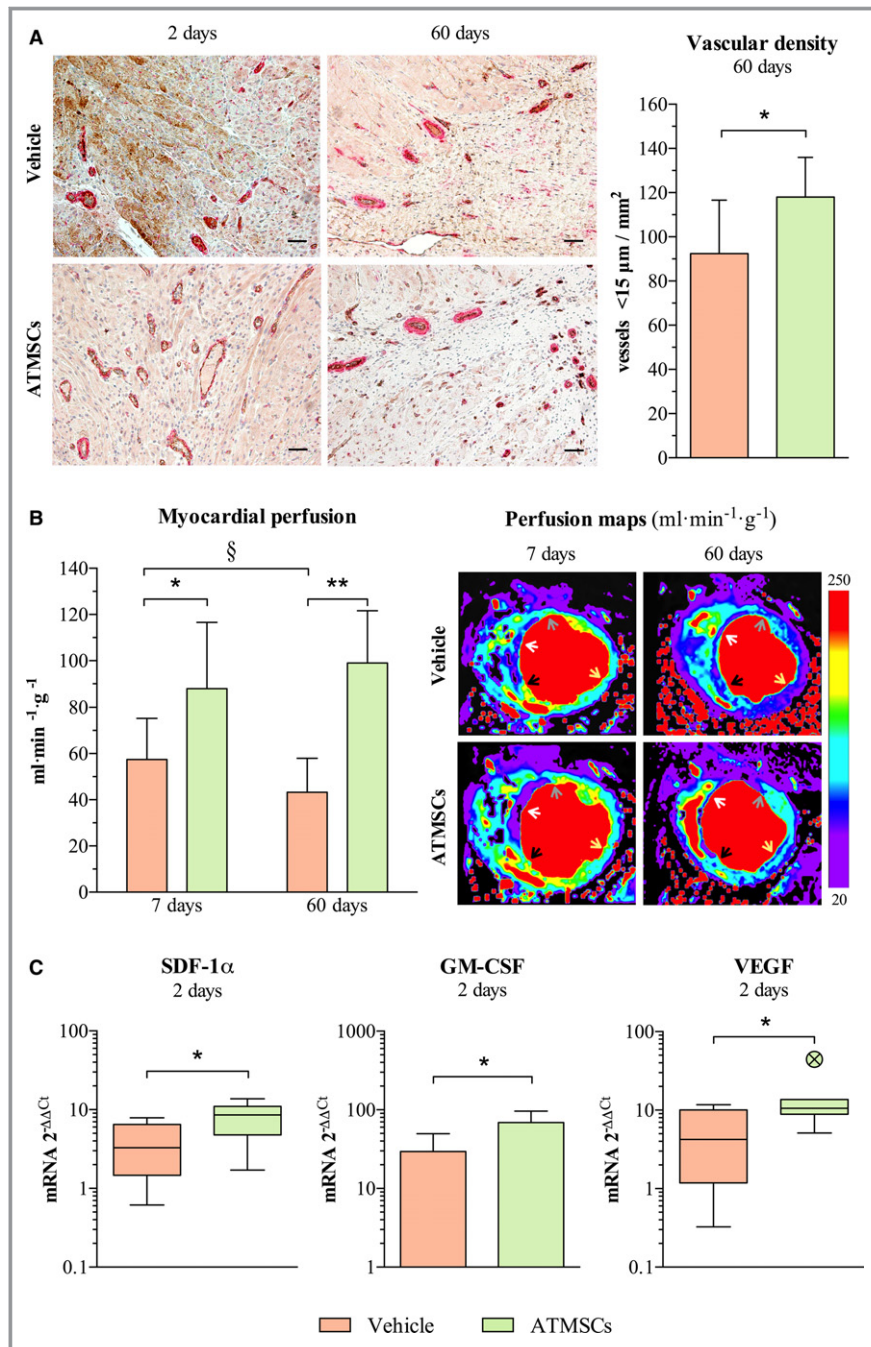 A
2 days
60 days
Vehicle
ATMSCs
Vascular density
60 days
vessels <15 µm / mm²
160
140
120
100
80
60
40
20
0
*
B
Myocardial perfusion
ml·min ⁻¹·g⁻¹
140
120
100
80
60
40
20
0
§
*
**
7 days
60 days
Perfusion maps (ml·min⁻¹·g⁻¹)
7 days
60 days
Vehicle
ATMSCs
250
20
C
SDF-1α
2 days
mRNA 2^-ΔΔCt
100
10
1
0.1
*
GM-CSF
2 days
mRNA 2^-ΔΔCt
1000
100
10
1
*
VEGF
2 days
mRNA 2^-ΔΔCt
100
10
1
0.1
*
Vehicle
ATMSCs